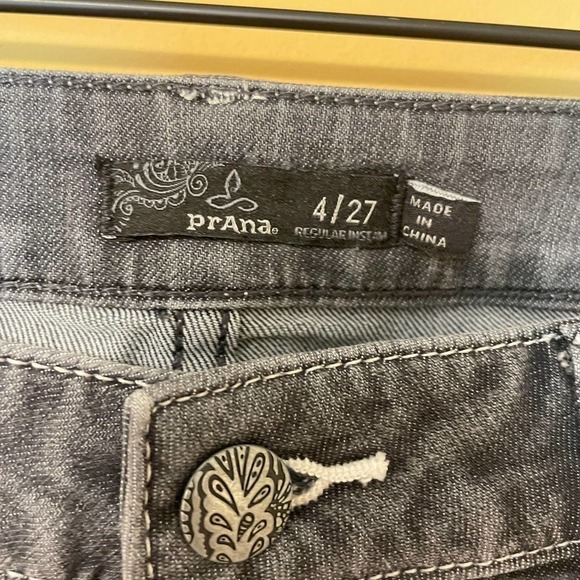 prAna®
4/27
REGULAR INSEAM
MADE
IN
CHINA